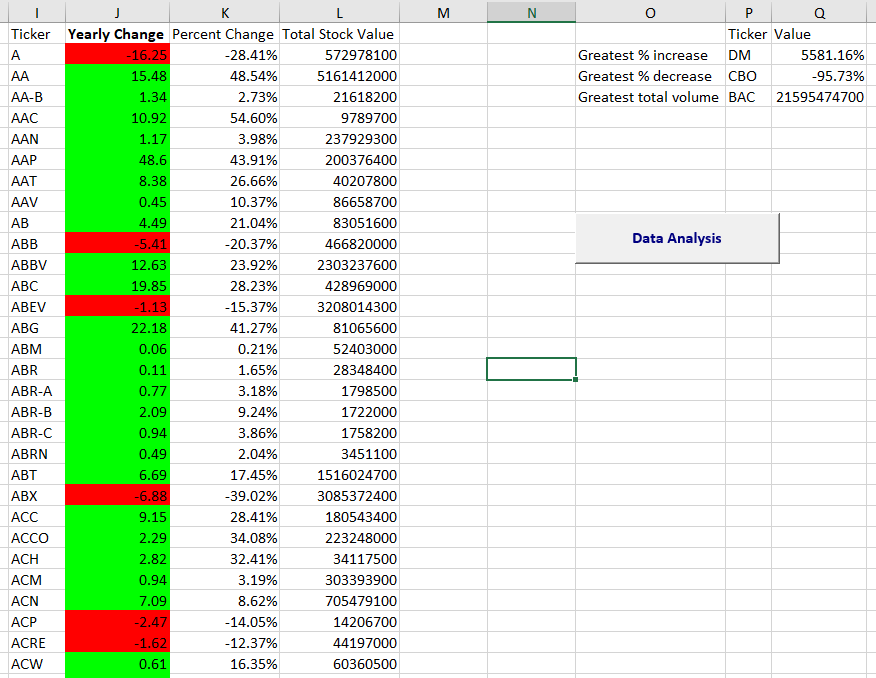 I J K L M N O P Q
Ticker Yearly Change Percent Change Total Stock Value Ticker Value
A -16.25 -28.41% 572978100 Greatest % increase DM 5581.16%
AA 15.48 48.54% 5161412000 Greatest % decrease CBO -95.73%
AA-B 1.34 2.73% 21618200 Greatest total volume BAC 21595474700
AAC 10.92 54.60% 9789700
AAN 1.17 3.98% 237929300
AAP 48.6 43.91% 200376400
AAT 8.38 26.66% 40207800
AAV 0.45 10.37% 86658700
AB 4.49 21.04% 83051600
ABB -5.41 -20.37% 466820000 Data Analysis
ABBV 12.63 23.92% 2303237600
ABC 19.85 28.23% 428969000
ABEV -1.13 -15.37% 3208014300
ABG 22.18 41.27% 81065600
ABM 0.06 0.21% 52403000
ABR 0.11 1.65% 28348400
ABR-A 0.77 3.18% 1798500
ABR-B 2.09 9.24% 1722000
ABR-C 0.94 3.86% 1758200
ABRN 0.49 2.04% 3451100
ABT 6.69 17.45% 1516024700
ABX -6.88 -39.02% 3085372400
ACC 9.15 28.41% 180543400
ACCO 2.29 34.08% 223248000
ACH 2.82 32.41% 34117500
ACM 0.94 3.19% 303393900
ACN 7.09 8.62% 705479100
ACP -2.47 -14.05% 14206700
ACRE -1.62 -12.37% 44197000
ACW 0.61 16.35% 60360500